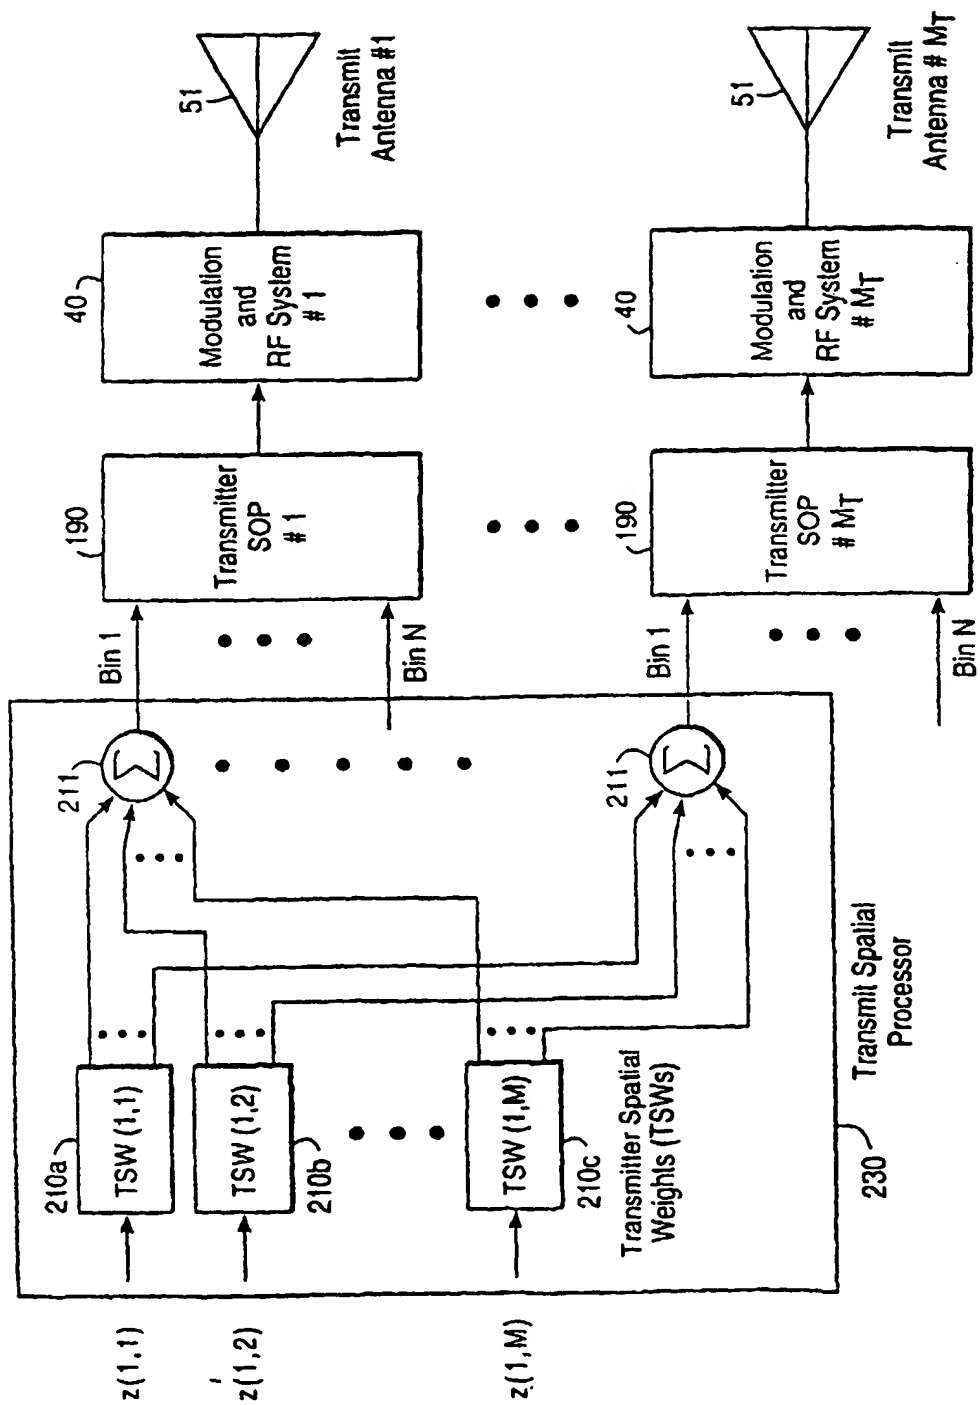 z(1,1)
z(1,2)
z(1,M)
210a
TSW (1,1)
TSW (1,2)
210b
TSW (1,M)
210c
Transmitter Spatial
Weights (TSWs)
230
Transmit Spatial
Processor
211
Σ
211
Σ
Bin 1
Bin N
Bin 1
Bin N
190
Transmitter
SOP
# 1
190
Transmitter
SOP
# MT
40
Modulation
and
RF System
# 1
40
Modulation
and
RF System
# MT
51
Transmit
Antenna #1
51
Transmit
Antenna # MT